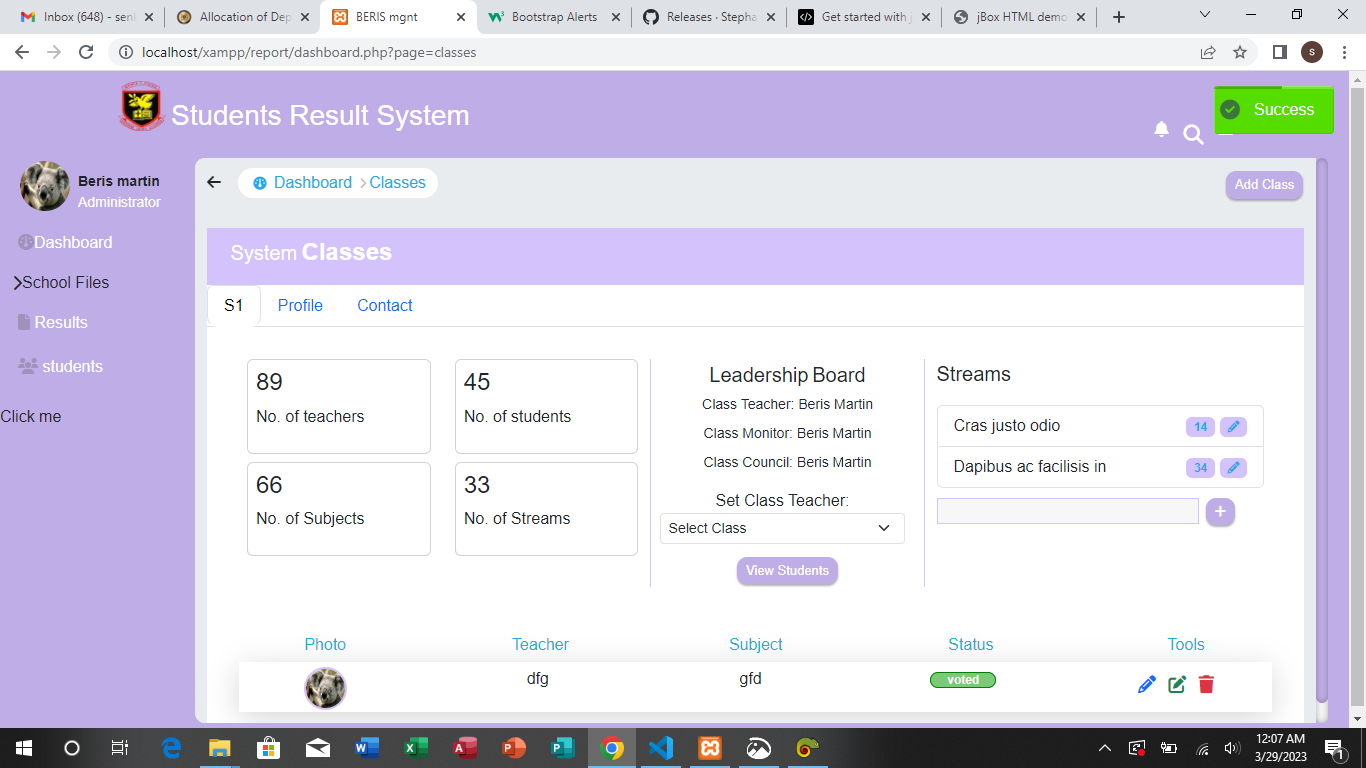 Inbox (648) - seni
Allocation of Dep
BERIS mgnt
Bootstrap Alerts
Releases · Stepha
Get started with j
jBox HTML demo
localhost/xampp/report/dashboard.php?page=classes
S
Students Result System
Success
Beris martin
Administrator
Dashboard
School Files
Results
students
Click me
Dashboard > Classes
Add Class
System Classes
S1
Profile
Contact
89
No. of teachers
45
No. of students
66
No. of Subjects
33
No. of Streams
Leadership Board
Class Teacher: Beris Martin
Class Monitor: Beris Martin
Class Council: Beris Martin
Set Class Teacher:
Select Class
View Students
Streams
Cras justo odio 14
Dapibus ac facilisis in 34
+
Photo Teacher Subject Status Tools
dfg gfd voted
12:07 AM
3/29/2023
1